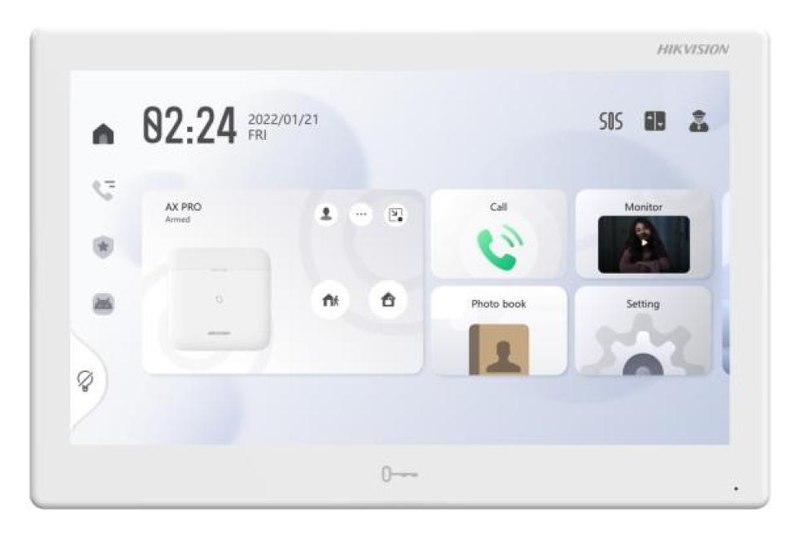 HIKVISION
02:24
2022/01/21
FRI
SOS
AX PRO
Armed
Call
Monitor
Photo book
Setting